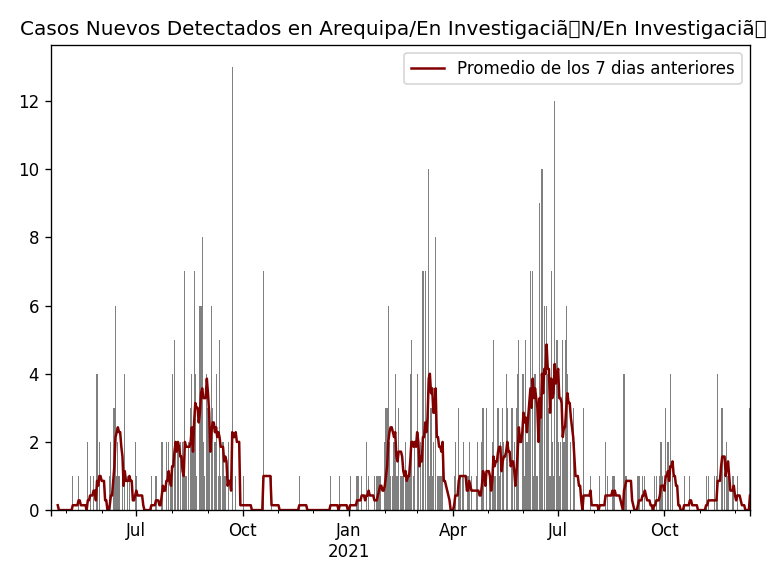 Casos Nuevos Detectados en Arequipa/En Investigaciã▯N/En Investigaciã▯
Promedio de los 7 dias anteriores
12
10
8
6
4
2
0
Jul Oct Jan Apr Jul Oct
2021